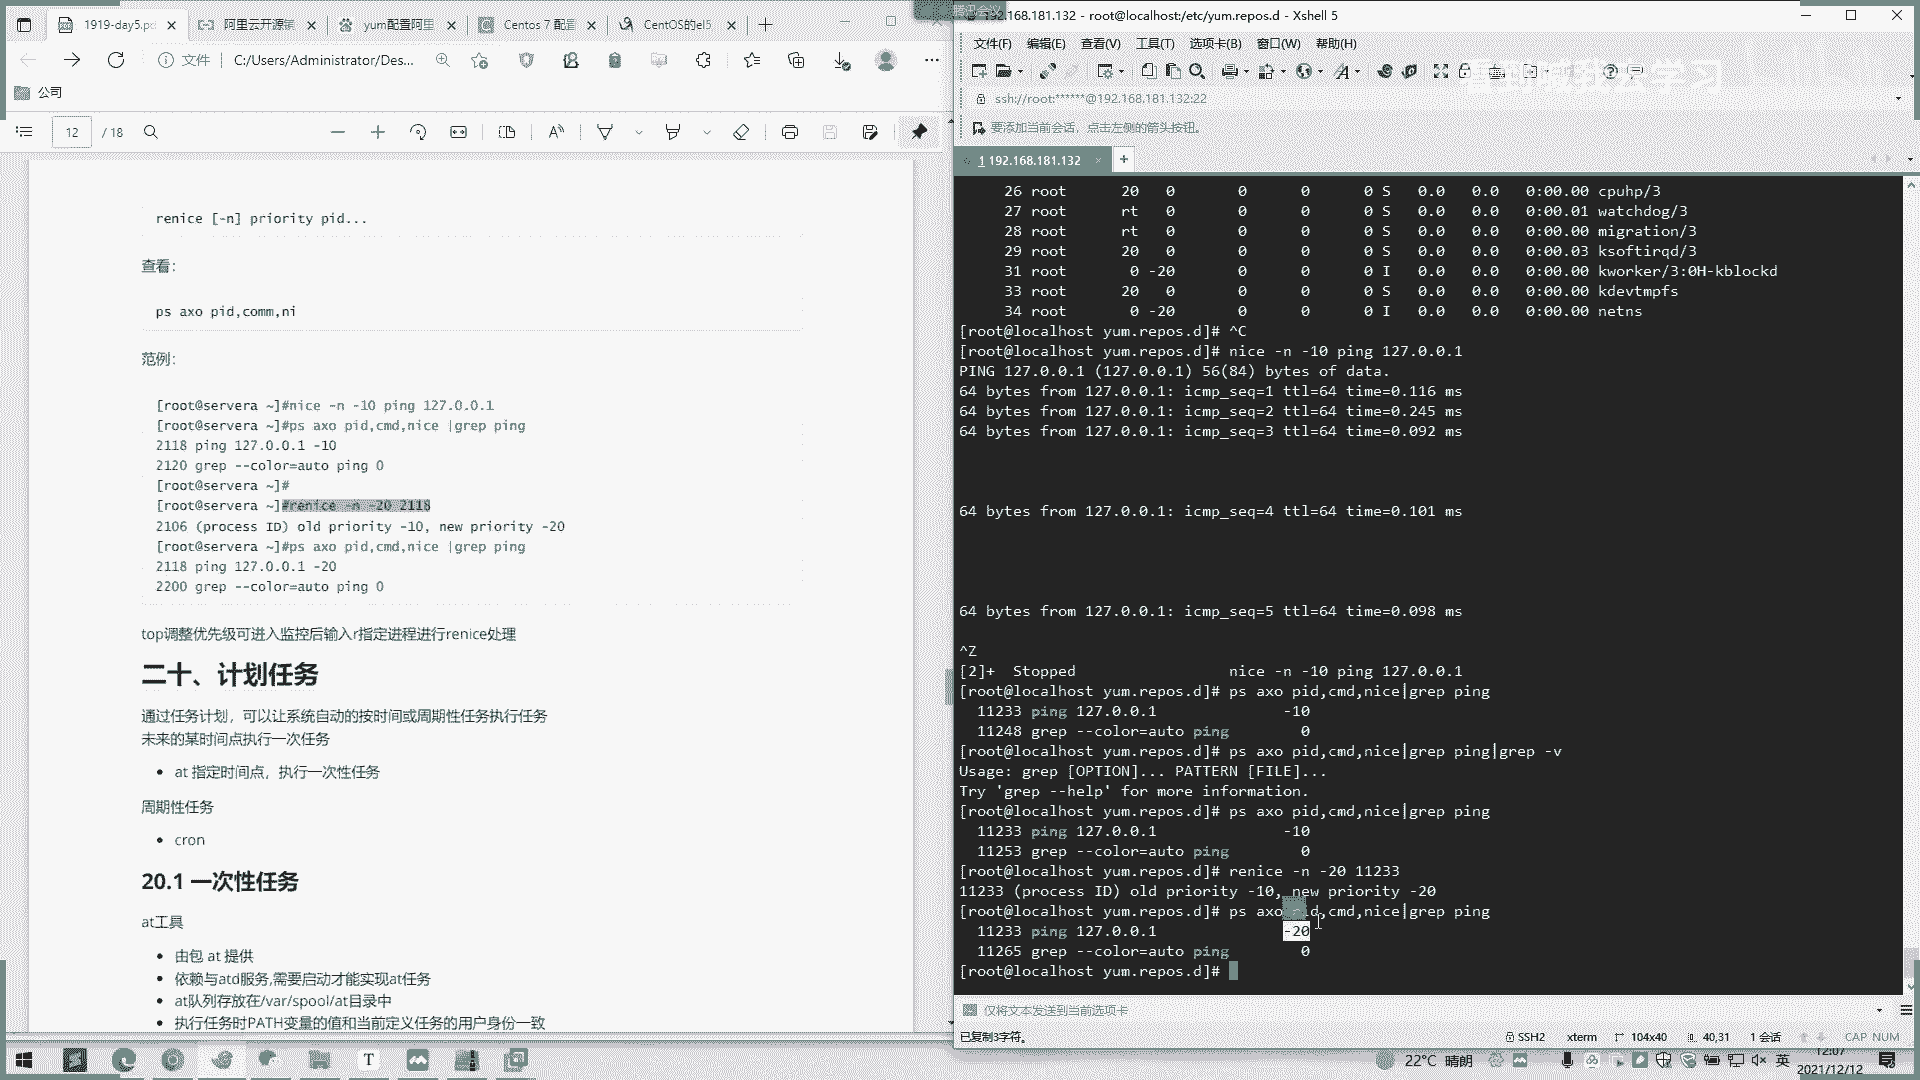 1919-day5.pd
阿里云开源镜
yum配置阿里
Centos 7 配置
CentOS的el5
文件
C:/Users/Administrator/Des...
公司
12
/ 18
renice [-n] priority pid...
查看:
ps axo pid,comm,ni
范例:
[root@servera ~]#nice -n -10 ping 127.0.0.1
[root@servera ~]#ps axo pid,cmd,nice |grep ping
2118 ping 127.0.0.1 -10
2120 grep --color=auto ping 0
[root@servera ~]#
[root@servera ~]#renice -n -20 2118
2106 (process ID) old priority -10, new priority -20
[root@servera ~]#ps axo pid,cmd,nice |grep ping
2118 ping 127.0.0.1 -20
2200 grep --color=auto ping 0
top调整优先级可进入监控后输入r指定进程进行renice处理
二十、计划任务
通过任务计划，可以让系统自动的按时间或周期性任务执行任务
未来的某时间点执行一次任务
• at 指定时间点，执行一次性任务
周期性任务
• cron
20.1 一次性任务
at工具
• 由包 at 提供
• 依赖与atd服务,需要启动才能实现at任务
• at队列存放在/var/spool/at目录中
• 执行任务时PATH变量的值和当前定义任务的用户身份一致
腾讯会议
192.168.181.132 - root@localhost:/etc/yum.repos.d - Xshell 5
文件(F) 编辑(E) 查看(V) 工具(T) 选项卡(B) 窗口(W) 帮助(H)
ssh://root:******@192.168.181.132:22
要添加当前会话，点击左侧的箭头按钮。
1 192.168.181.132
26 root 20 0 0 0 0 S 0.0 0.0 0:00.00 cpuhp/3
27 root rt 0 0 0 0 S 0.0 0.0 0:00.01 watchdog/3
28 root rt 0 0 0 0 S 0.0 0.0 0:00.00 migration/3
29 root 20 0 0 0 0 S 0.0 0.0 0:00.03 ksoftirqd/3
31 root 0 -20 0 0 0 I 0.0 0.0 0:00.00 kworker/3:0H-kblockd
33 root 20 0 0 0 0 S 0.0 0.0 0:00.00 kdevtmpfs
34 root 0 -20 0 0 0 I 0.0 0.0 0:00.00 netns
[root@localhost yum.repos.d]# ^C
[root@localhost yum.repos.d]# nice -n -10 ping 127.0.0.1
PING 127.0.0.1 (127.0.0.1) 56(84) bytes of data.
64 bytes from 127.0.0.1: icmp_seq=1 ttl=64 time=0.116 ms
64 bytes from 127.0.0.1: icmp_seq=2 ttl=64 time=0.245 ms
64 bytes from 127.0.0.1: icmp_seq=3 ttl=64 time=0.092 ms
64 bytes from 127.0.0.1: icmp_seq=4 ttl=64 time=0.101 ms
64 bytes from 127.0.0.1: icmp_seq=5 ttl=64 time=0.098 ms
^Z
[2]+ Stopped nice -n -10 ping 127.0.0.1
[root@localhost yum.repos.d]# ps axo pid,cmd,nice|grep ping
11233 ping 127.0.0.1 -10
11248 grep --color=auto ping 0
[root@localhost yum.repos.d]# ps axo pid,cmd,nice|grep ping|grep -v
Usage: grep [OPTION]... PATTERN [FILE]...
Try 'grep --help' for more information.
[root@localhost yum.repos.d]# ps axo pid,cmd,nice|grep ping
11233 ping 127.0.0.1 -10
11253 grep --color=auto ping 0
[root@localhost yum.repos.d]# renice -n -20 11233
11233 (process ID) old priority -10, new priority -20
[root@localhost yum.repos.d]# ps axo pid,cmd,nice|grep ping
11233 ping 127.0.0.1 -20
11265 grep --color=auto ping 0
[root@localhost yum.repos.d]#
仅将文本发送到当前选项卡
已复制3字符。
SSH2 xterm 104x40 40,31 1 会话 CAP NUM
22°C 晴朗
英
12:07
2021/12/12